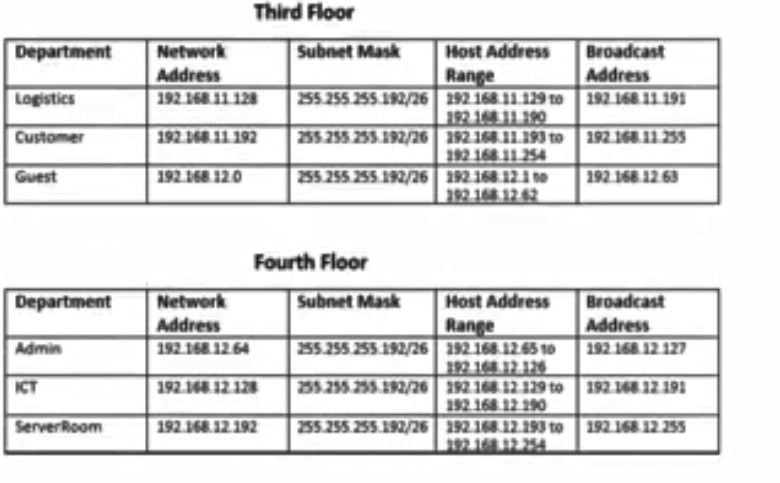 Third Floor
Department Network Address Subnet Mask Host Address Range Broadcast Address
Logistics 192.168.11.128 255.255.255.192/26 192.168.11.129 to 192.168.11.190 192.168.11.191
Customer 192.168.11.192 255.255.255.192/26 192.168.11.193 to 192.168.11.254 192.168.11.255
Guest 192.168.12.0 255.255.255.192/26 192.168.12.1 to 192.168.12.62 192.168.12.63
Fourth Floor
Department Network Address Subnet Mask Host Address Range Broadcast Address
Admin 192.168.12.64 255.255.255.192/26 192.168.12.65 to 192.168.12.126 192.168.12.127
ICT 192.168.12.128 255.255.255.192/26 192.168.12.129 to 192.168.12.190 192.168.12.191
ServerRoom 192.168.12.192 255.255.255.192/26 192.168.12.193 to 192.168.12.254 192.168.12.255